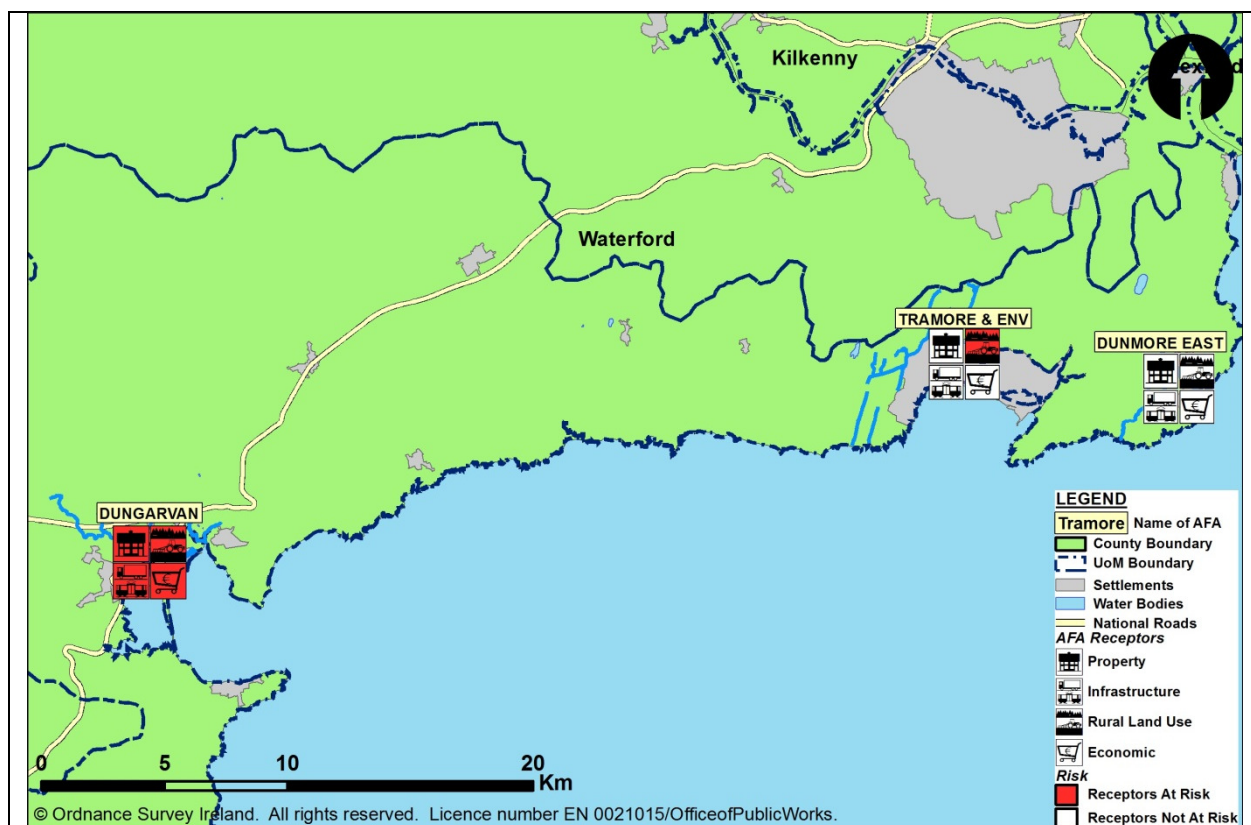 Kilkenny
Waterford
TRAMORE & ENV
DUNMORE EAST
DUNGARVAN
LEGEND
Tramore Name of AFA
County Boundary
UoM Boundary
Settlements
Water Bodies
National Roads
AFA Receptors
Property
Infrastructure
Rural Land Use
Economic
Risk
Receptors At Risk
Receptors Not At Risk
0 5 10 20
Km
© Ordnance Survey Ireland. All rights reserved. Licence number EN 0021015/OfficeofPublicWorks.